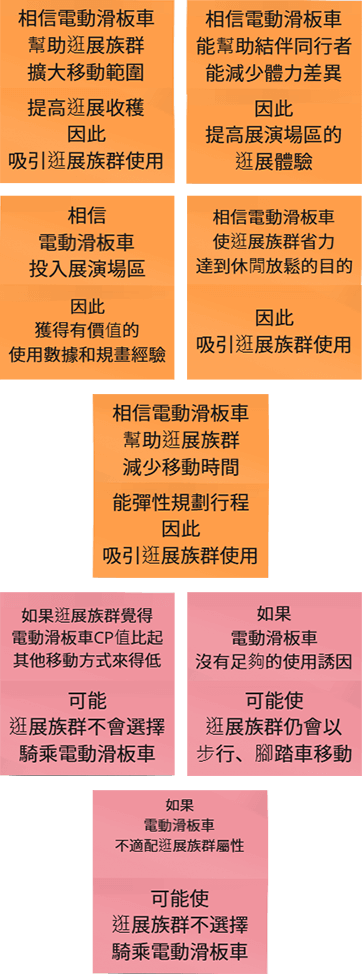 相信電動滑板車
幫助逛展族群
擴大移動範圍
提高逛展收穫
因此
吸引逛展族群使用
相信電動滑板車
能幫助結伴同行者
能減少體力差異
因此
提高展演場區的
逛展體驗
相信
電動滑板車
投入展演場區
因此
獲得有價值的
使用數據和規畫經驗
相信電動滑板車
使逛展族群省力
達到休閒放鬆的目的
因此
吸引逛展族群使用
相信電動滑板車
幫助逛展族群
減少移動時間
能彈性規劃行程
因此
吸引逛展族群使用
如果逛展族群覺得
電動滑板車CP值比起
其他移動方式來得低
可能
逛展族群不會選擇
騎乘電動滑板車
如果
電動滑板車
沒有足夠的使用誘因
可能使
逛展族群仍會以
步行、腳踏車移動
如果
電動滑板車
不適配逛展族群屬性
可能使
逛展族群不選擇
騎乘電動滑板車